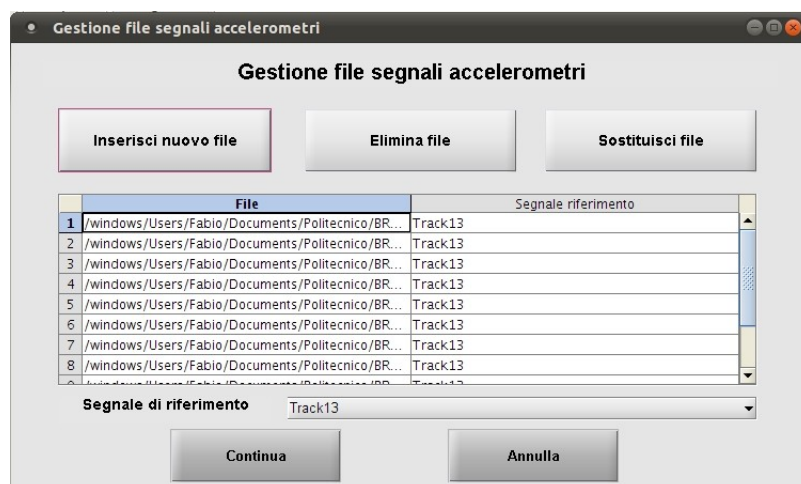 Gestione file segnali accelerometri
Gestione file segnali accelerometri
Inserisci nuovo file Elimina file Sostituisci file
File Segnale riferimento
1 /windows/Users/Fabio/Documents/Politecnico/BR... Track13
2 /windows/Users/Fabio/Documents/Politecnico/BR... Track13
3 /windows/Users/Fabio/Documents/Politecnico/BR... Track13
4 /windows/Users/Fabio/Documents/Politecnico/BR... Track13
5 /windows/Users/Fabio/Documents/Politecnico/BR... Track13
6 /windows/Users/Fabio/Documents/Politecnico/BR... Track13
7 /windows/Users/Fabio/Documents/Politecnico/BR... Track13
8 /windows/Users/Fabio/Documents/Politecnico/BR... Track13
Segnale di riferimento Track13
Continua Annulla